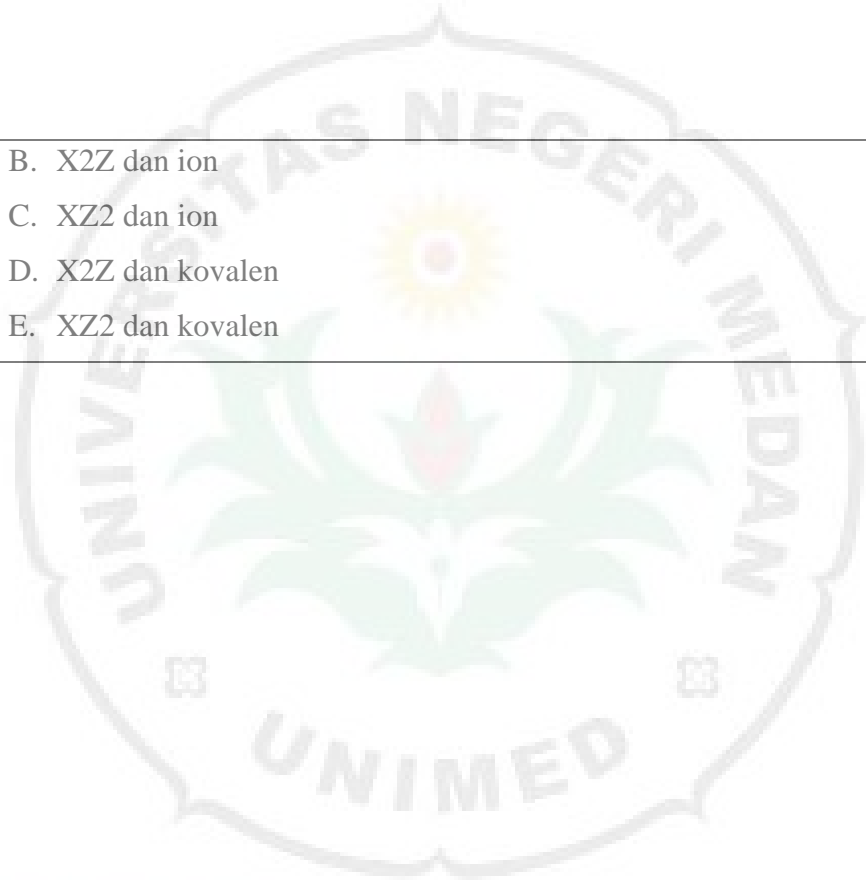 B. X2Z dan ion
C. XZ2 dan ion
D. X2Z dan kovalen
E. XZ2 dan kovalen
UNIVERSITAS NEGERI MEDAN
UNIMED